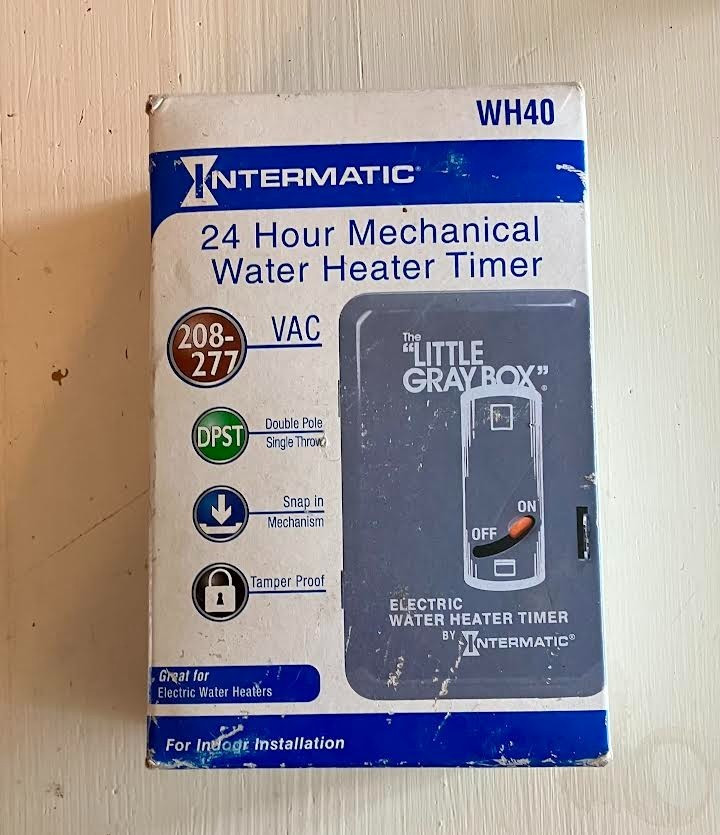 WH40
INTERMATIC®
24 Hour Mechanical
Water Heater Timer
208-
277
VAC
DPST
Double Pole
Single Throw
Snap in
Mechanism
Tamper Proof
Great for
Electric Water Heaters
For Indoor Installation
The
"LITTLE
GRAY BOX"®
ON
OFF
ELECTRIC
WATER HEATER TIMER
BY INTERMATIC®